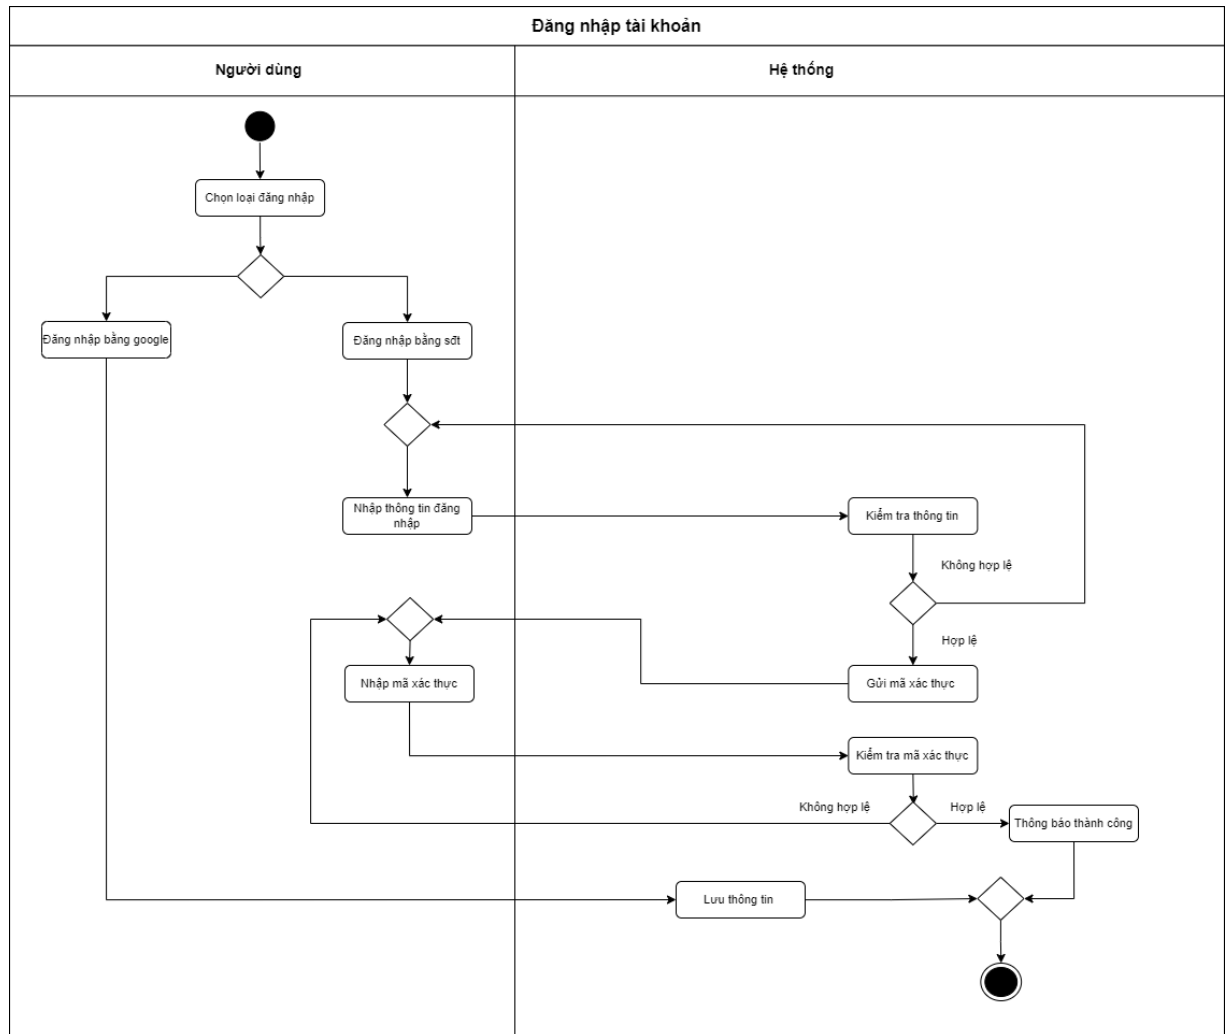 Đăng nhập tài khoản
Người dùng
Hệ thống
Chọn loại đăng nhập
Đăng nhập bằng google
Đăng nhập bằng sđt
Nhập thông tin đăng
nhập
Kiểm tra thông tin
Không hợp lệ
Hợp lệ
Nhập mã xác thực
Gửi mã xác thực
Kiểm tra mã xác thực
Không hợp lệ
Hợp lệ
Thông báo thành công
Lưu thông tin